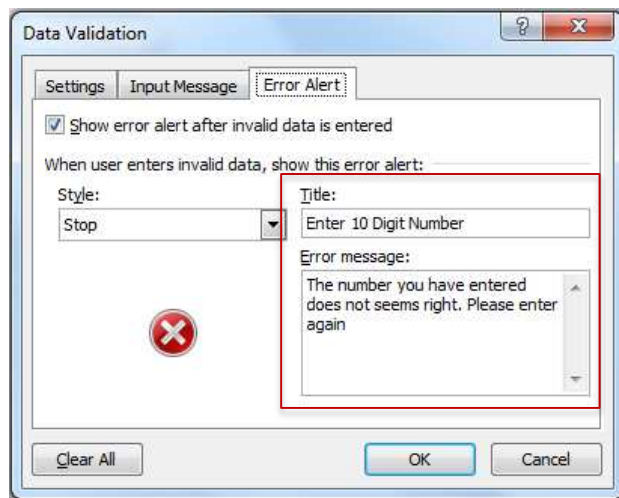 Data Validation
Settings
Input Message
Error Alert
Show error alert after invalid data is entered
When user enters invalid data, show this error alert:
Style:
Stop
Title:
Enter 10 Digit Number
Error message:
The number you have entered
does not seems right. Please enter
again
Clear All
OK
Cancel